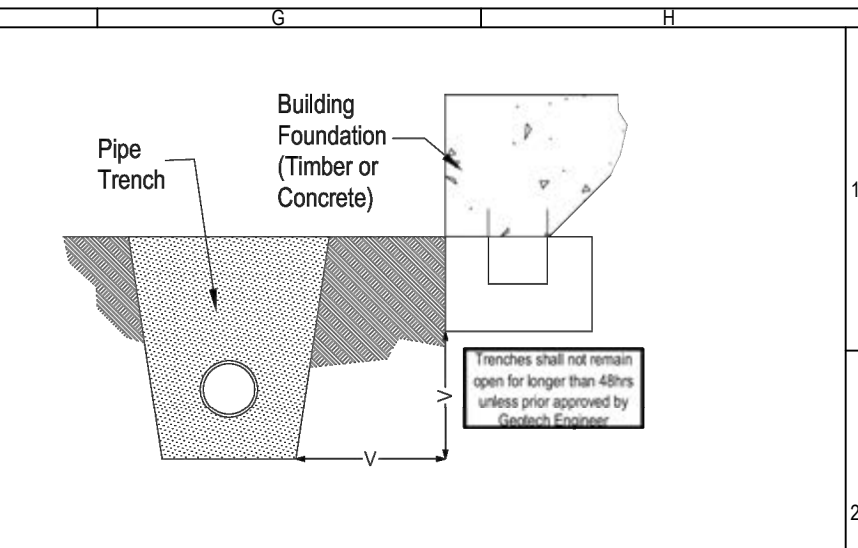 G
H
Building
Foundation
(Timber or
Concrete)
Pipe
Trench
1
Trenches shall not remain
open for longer than 48hrs
unless prior approved by
Geotech Engineer
V
V
2